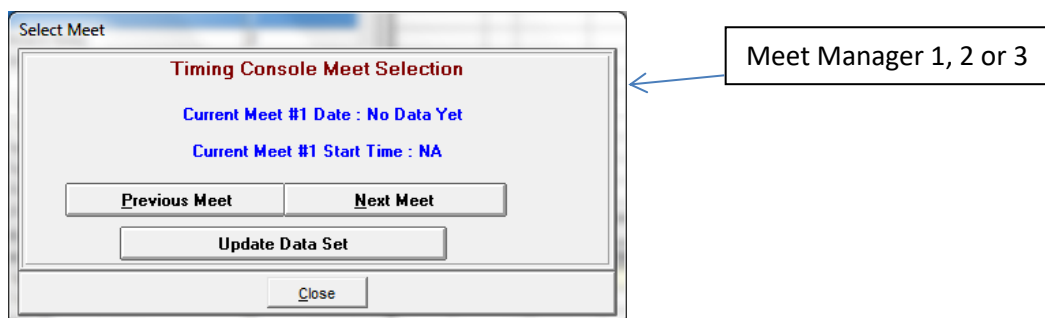 Select Meet
Timing Console Meet Selection
Current Meet #1 Date : No Data Yet
Current Meet #1 Start Time : NA
Previous Meet
Next Meet
Update Data Set
Close
Meet Manager 1, 2 or 3